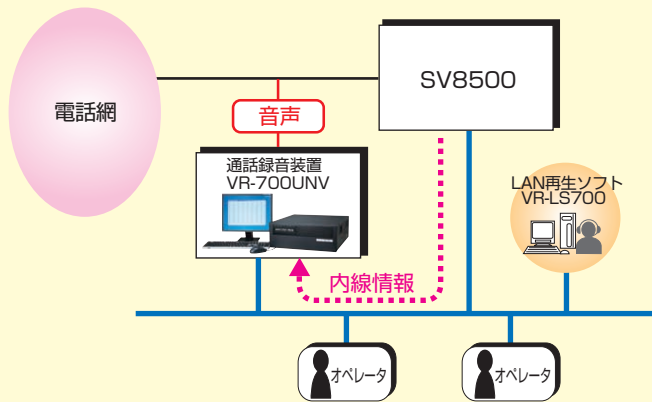 電話網
SV8500
音声
通話録音装置
VR-700UNV
LAN再生ソフト
VR-LS700
内線情報
オペレータ
オペレータ